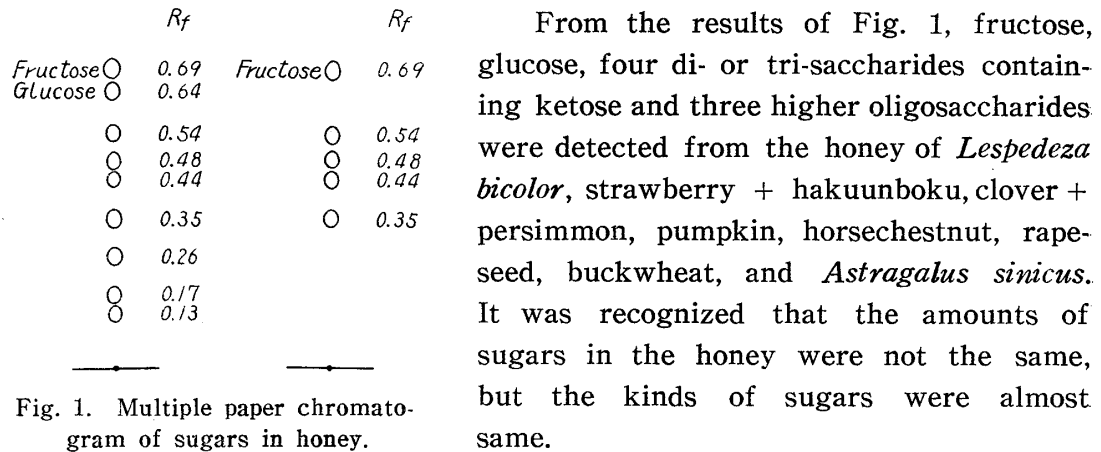 Rf Rf
Fructose 0.69 Fructose 0.69
Glucose 0.64
0.54 0.54
0.48 0.48
0.44 0.44
0.35 0.35
0.26
0.17
0.13
Fig. 1. Multiple paper chromato-
gram of sugars in honey.
From the results of Fig. 1, fructose,
glucose, four di- or tri-saccharides contain-
ing ketose and three higher oligosaccharides
were detected from the honey of Lespedeza
bicolor, strawberry + hakuunboku, clover +
persimmon, pumpkin, horsechestnut, rape-
seed, buckwheat, and Astragalus sinicus.
It was recognized that the amounts of
sugars in the honey were not the same,
but the kinds of sugars were almost
same.